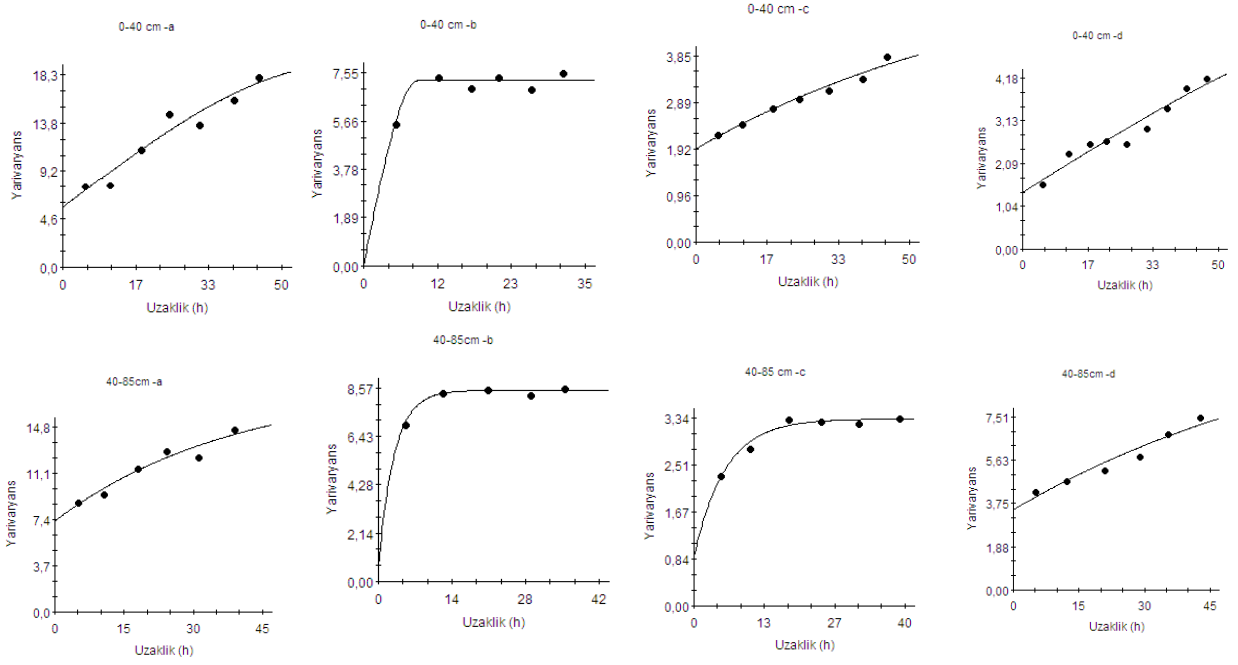 0-40 cm -a
Yarivaryans
18,3
13,8
9,2
4,6
0,0
0 17 33 50
Uzaklik (h)
0-40 cm -b
Yarivaryans
7,55
5,66
3,78
1,89
0,00
0 12 23 35
Uzaklik (h)
0-40 cm -c
Yarivaryans
3,85
2,89
1,92
0,96
0,00
0 17 33 50
Uzaklik (h)
0-40 cm -d
Yarivaryans
4,18
3,13
2,09
1,04
0,00
0 17 33 50
Uzaklik (h)
40-85cm -a
Yarivaryans
14,8
11,1
7,4
3,7
0,0
0 15 30 45
Uzaklik (h)
40-85cm -b
Yarivaryans
8,57
6,43
4,28
2,14
0,00
0 14 28 42
Uzaklik (h)
40-85 cm -c
Yarivaryans
3,34
2,51
1,67
0,84
0,00
0 13 27 40
Uzaklik (h)
40-85cm -d
Yarivaryans
7,51
5,63
3,75
1,88
0,00
0 15 30 45
Uzaklik (h)